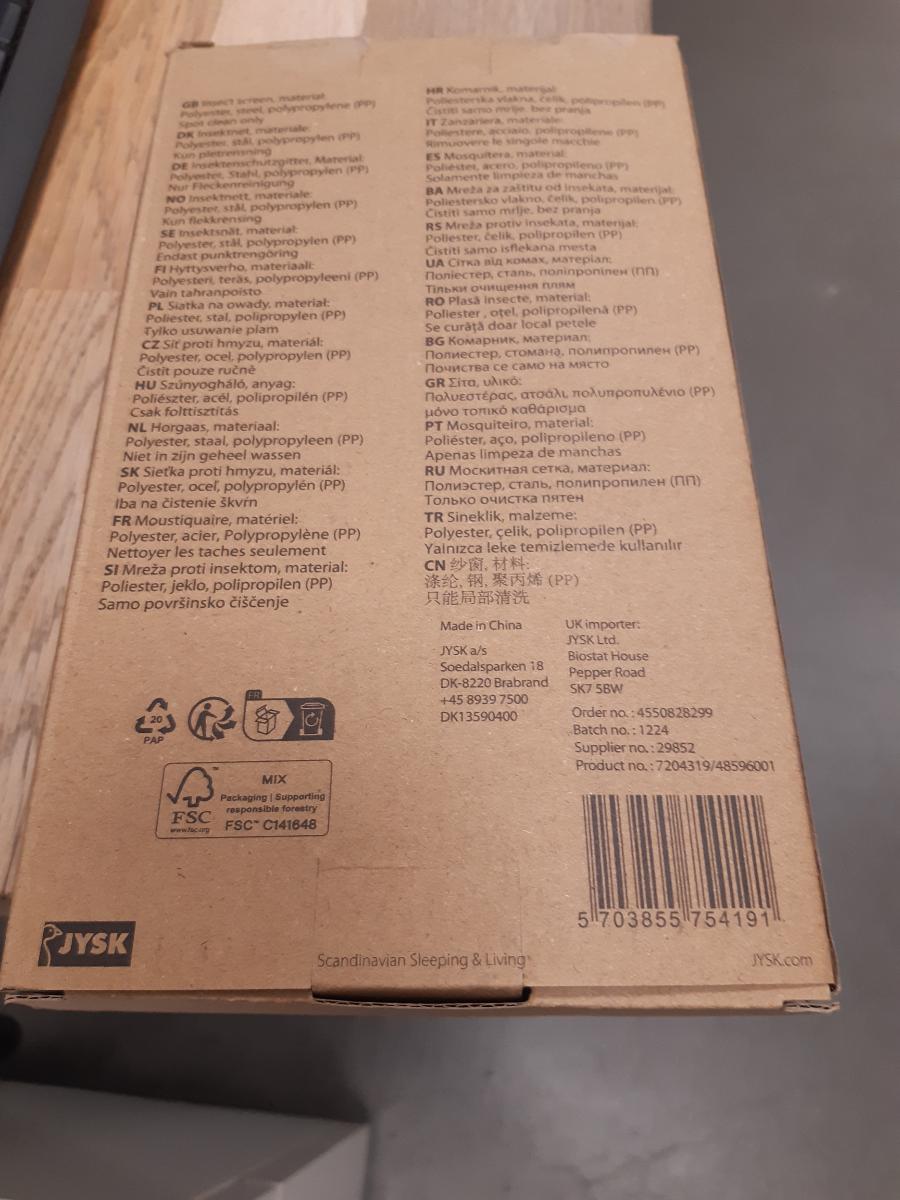 GB Insect screen, material:
Polyester, steel, polypropylene (PP)
Spot clean only
DK Insektnet, materiale:
Polyester, stål, polypropylen (PP)
Kun pletrensning
DE Insektenschutzgitter, Material:
Polyester, Stahl, polypropylen (PP)
Nur Fleckenreinigung
NO Insektnett, materiale:
Polyester, stål, polypropylen (PP)
Kun flekkrensing
SE Insektsnät, material:
Polyester, stål, polypropylen (PP)
Endast punktrengöring
FI Hyttysverho, materiaali:
Polyesteri, teräs, polypropyleeni (PP)
Vain tahranpoisto
PL Siatka na owady, materiał:
Poliester, stal, polipropylen (PP)
Tylko usuwanie plam
CZ Síť proti hmyzu, materiál:
Polyester, ocel, polypropylen (PP)
Čistit pouze ručně
HU Szúnyogháló, anyag:
Poliészter, acél, polipropilén (PP)
Csak folttisztítás
NL Horgaas, materiaal:
Polyester, staal, polypropyleen (PP)
Niet in zijn geheel wassen
SK Sieťka proti hmyzu, materiál:
Polyester, oceľ, polypropylén (PP)
Iba na čistenie škvŕn
FR Moustiquaire, matériel:
Polyester, acier, Polypropylène (PP)
Nettoyer les taches seulement
SI Mreža proti insektom, material:
Poliester, jeklo, polipropilen (PP)
Samo površinsko čiščenje
HR Komarnik, materijal:
Poliesterska vlakna, čelik, polipropilen (PP)
Čistiti samo mrlje, bez pranja
IT Zanzariera, materiale:
Poliestere, acciaio, polipropilene (PP)
Rimuovere le singole macchie
ES Mosquitera, material:
Poliéster, acero, polipropileno (PP)
Solamente limpieza de manchas
BA Mreža za zaštitu od insekata, materijal:
Poliestersko vlakno, čelik, polipropilen (PP)
Čistiti samo mrlje, bez pranja
RS Mreža protiv insekata, materijal:
Poliester, čelik, polipropilen (PP)
Čistiti samo isflekana mesta
UA Сітка від комах, матеріал:
Поліестер, сталь, поліпропілен (ПП)
Тільки очищення плям
RO Plasă insecte, material:
Poliester , oțel, polipropilenă (PP)
Se curăță doar local petele
BG Комарник, материал:
Полиестер, стомана, полипропилен (PP)
Почиства се само на място
GR Σίτα, υλικό:
Πολυεστέρας, ατσάλι, πολυπροπυλένιο (PP)
μόνο τοπικό καθάρισμα
PT Mosquiteiro, material:
Poliéster, aço, polipropileno (PP)
Apenas limpeza de manchas
RU Москитная сетка, материал:
Полиэстер, сталь, полипропилен (ПП)
Только очистка пятен
TR Sineklik, malzeme:
Polyester, çelik, polipropilen (PP)
Yalnızca leke temizlemede kullanılır
CN 纱窗, 材料:
涤纶, 钢, 聚丙烯 (PP)
只能局部清洗
Made in China
JYSK a/s
Soedalsparken 18
DK-8220 Brabrand
+45 8939 7500
DK13590400
UK importer:
JYSK Ltd.
Biostat House
Pepper Road
SK7 5BW
Order no. : 4550828299
Batch no. : 1224
Supplier no. : 29852
Product no. : 7204319/48596001
20
PAP
FR
FSC
www.fsc.org
MIX
Packaging | Supporting
responsible forestry
FSC™ C141648
5 703855 754191
JYSK
Scandinavian Sleeping & Living
JYSK.com